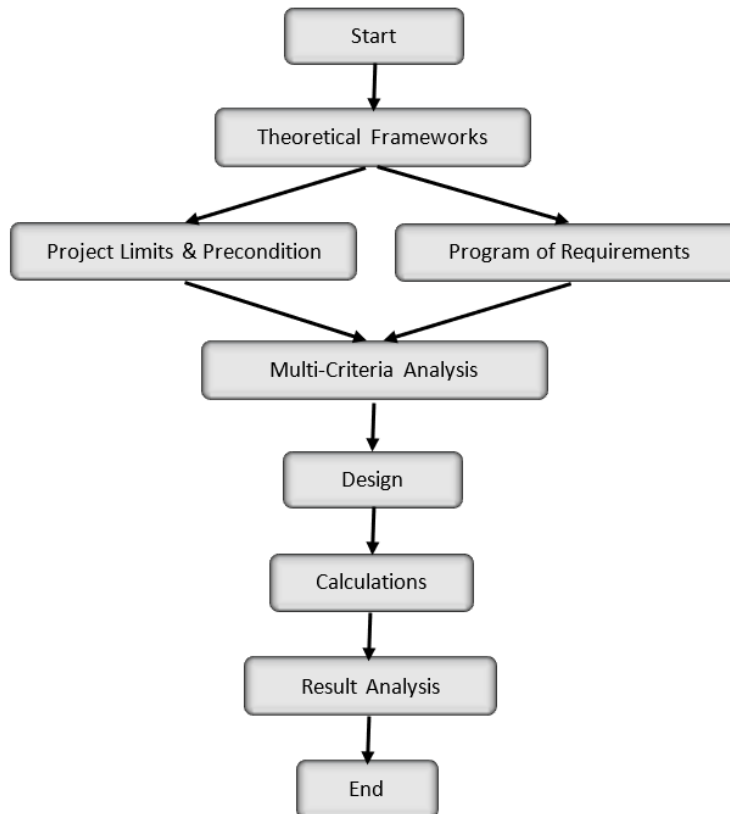 Start
Theoretical Frameworks
Project Limits & Precondition
Program of Requirements
Multi-Criteria Analysis
Design
Calculations
Result Analysis
End